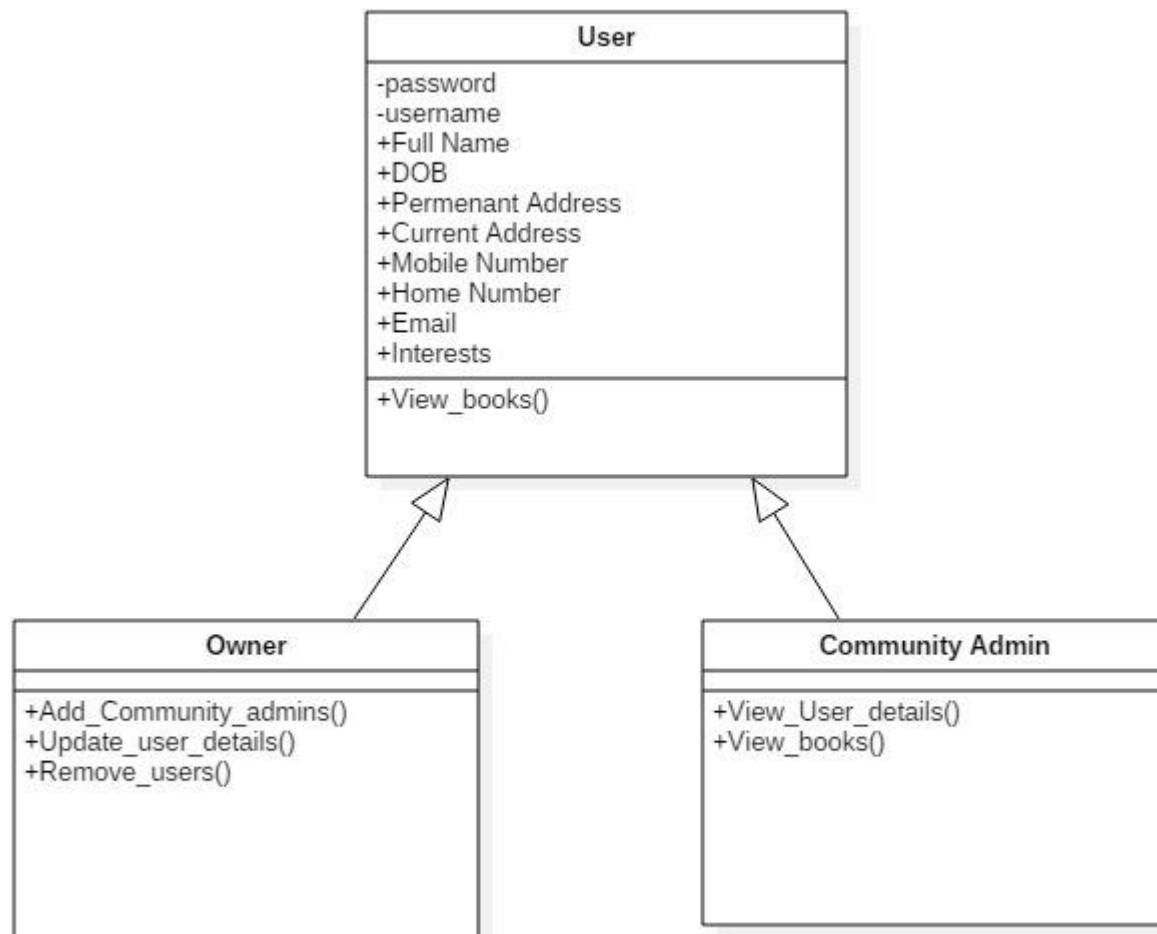 User
-password
-username
+Full Name
+DOB
+Permenant Address
+Current Address
+Mobile Number
+Home Number
+Email
+Interests
+View_books()
Owner
+Add_Community_admins()
+Update_user_details()
+Remove_users()
Community Admin
+View_User_details()
+View_books()